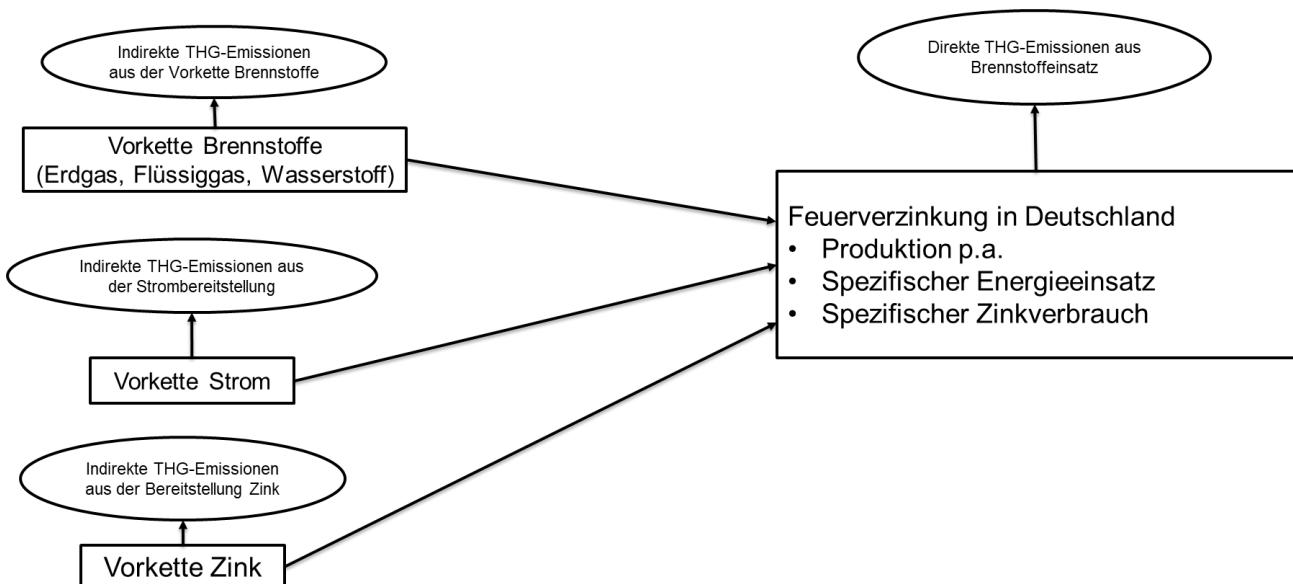 Indirekte THG-Emissionen
aus der Vorkette Brennstoffe
Vorkette Brennstoffe
(Erdgas, Flüssiggas, Wasserstoff)
Indirekte THG-Emissionen aus
der Strombereitstellung
Vorkette Strom
Indirekte THG-Emissionen
aus der Bereitstellung Zink
Vorkette Zink
Direkte THG-Emissionen aus
Brennstoffeinsatz
Feuerverzinkung in Deutschland
• Produktion p.a.
• Spezifischer Energieeinsatz
• Spezifischer Zinkverbrauch